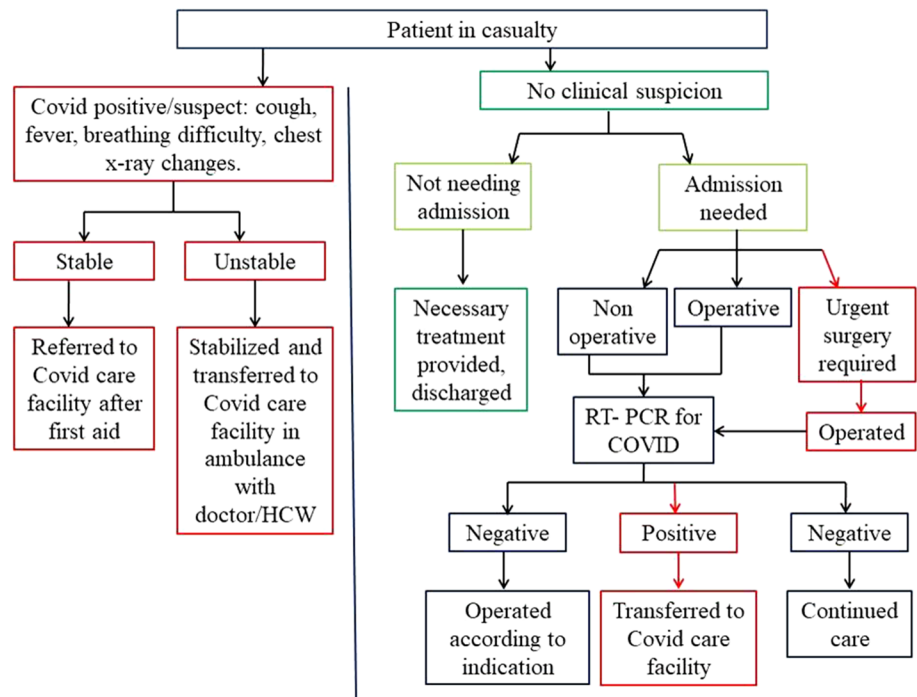 Patient in casualty
Covid positive/suspect: cough,
fever, breathing difficulty, chest
x-ray changes.
No clinical suspicion
Not needing
admission
Admission
needed
Stable
Unstable
Necessary
treatment
provided,
discharged
Non
operative
Operative
Urgent
surgery
required
Referred to
Covid care
facility after
first aid
Stabilized and
transferred to
Covid care
facility in
ambulance
with
doctor/HCW
RT- PCR for
COVID
Operated
Negative
Positive
Negative
Operated
according to
indication
Transferred to
Covid care
facility
Continued
care